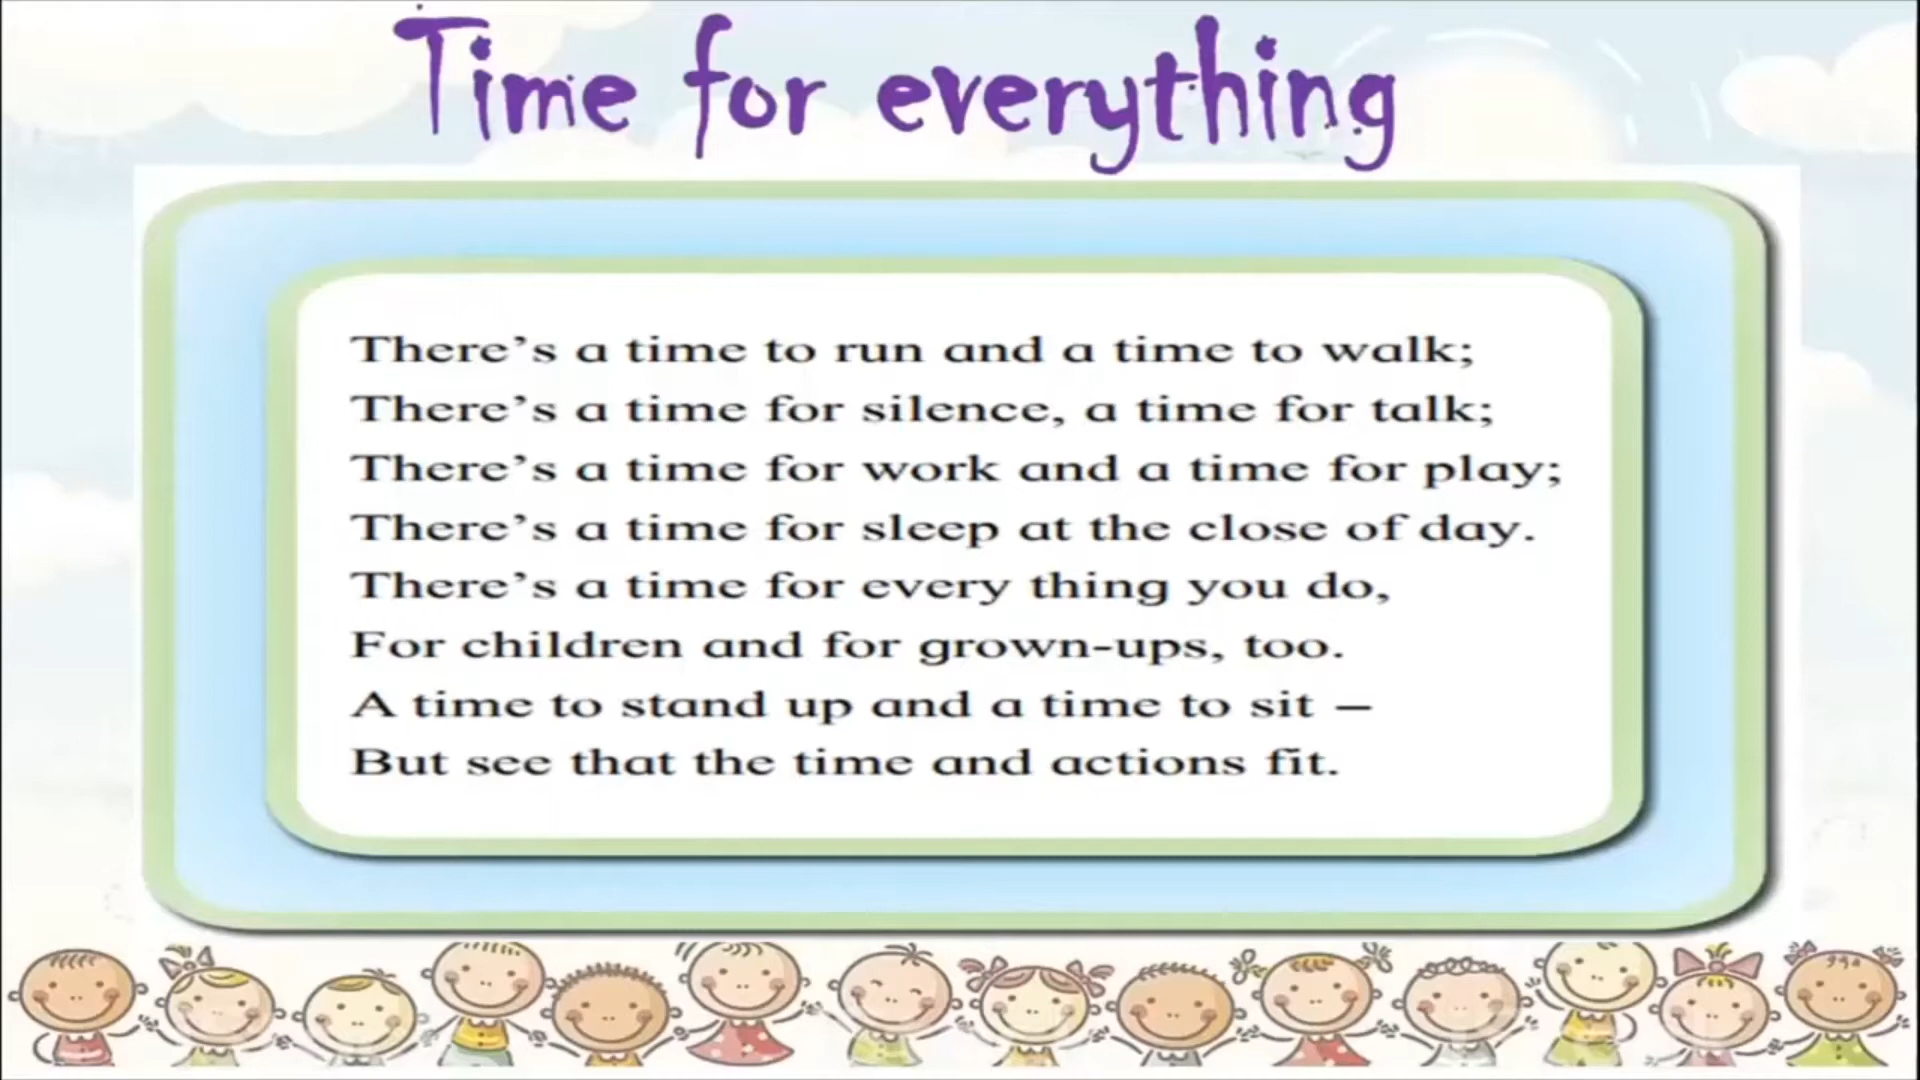 Time for everything
There's a time to run and a time to walk;
There's a time for silence, a time for talk;
There's a time for work and a time for play;
There's a time for sleep at the close of day.
There's a time for every thing you do,
For children and for grown-ups, too.
A time to stand up and a time to sit –
But see that the time and actions fit.